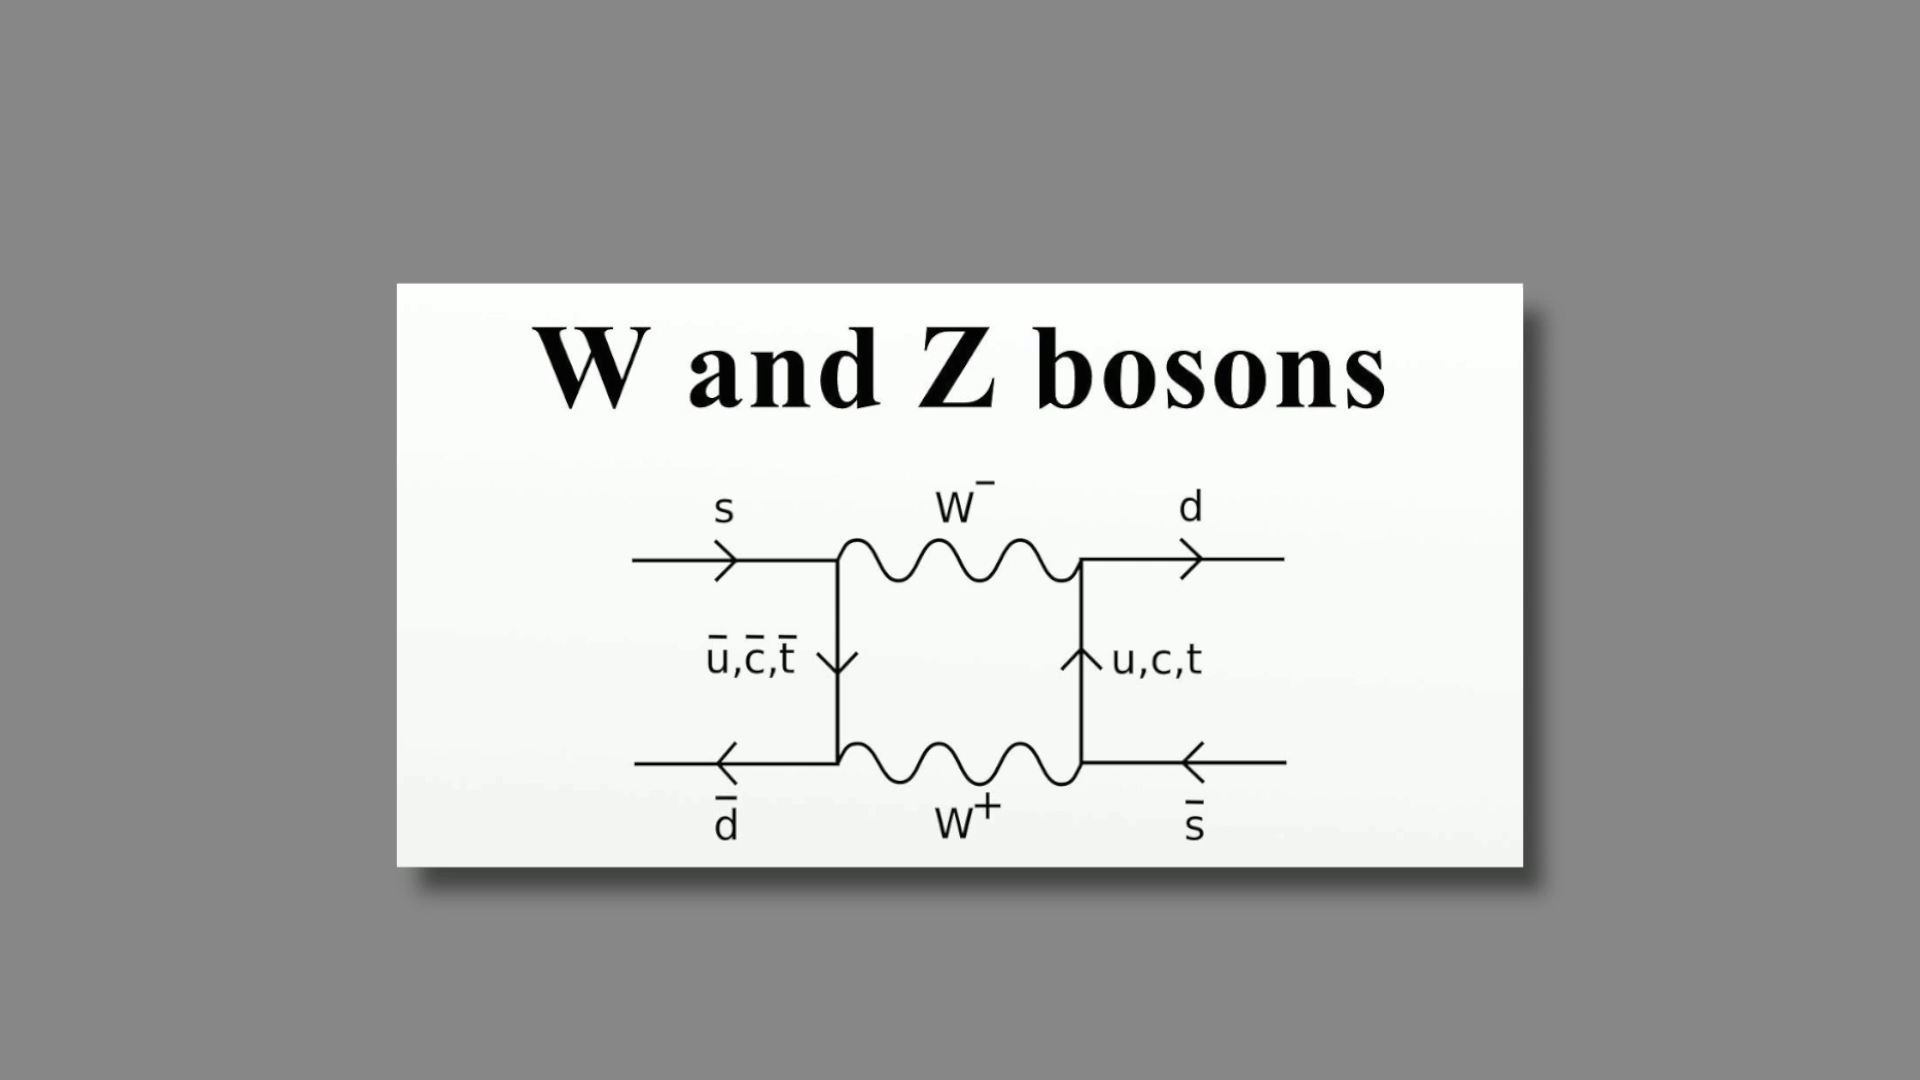 W and Z bosons
s W⁻ d
u̅,c̅,t̅ u,c,t
d̅ W⁺ s̅